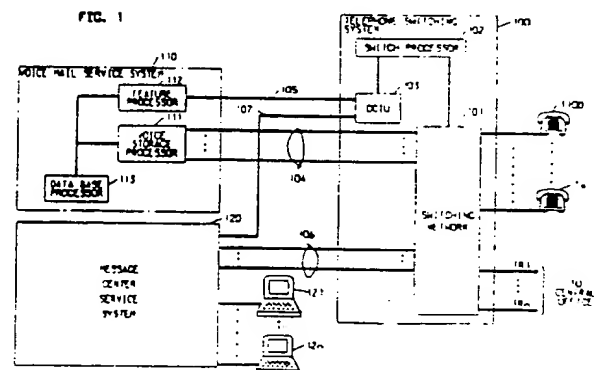 FIG. 1
TELEPHONE SWITCHING SYSTEM
100
102
SWITCH PROCESSOR
110
VOICE MAIL SERVICE SYSTEM
112
FEATURE PROCESSOR
105
103
DCIU
107
101
111
VOICE STORAGE PROCESSOR
104
113
DATA BASE PROCESSOR
SWITCHING NETWORK
120
106
MESSAGE CENTER SERVICE SYSTEM
121
12n
TO CENTRAL OFFICE